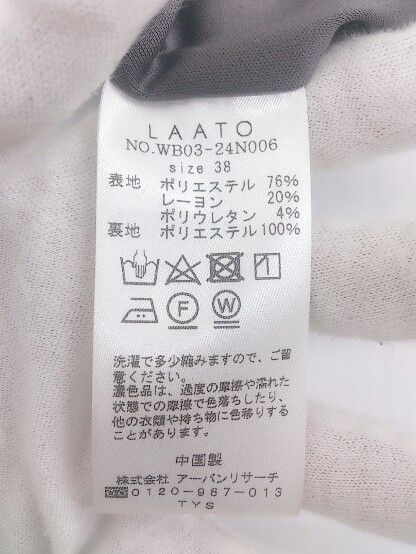 LAATO
NO.WB03-24N006
size 38
表地 ポリエステル 76%
レーヨン 20%
ポリウレタン 4%
裏地 ポリエステル 100%
F W
洗濯で多少縮みますので、ご留
意ください。
濃色品は、過度の摩擦や濡れた
状態での摩擦で色落ちしたり、
他の衣類や持ち物に色移りする
ことがあります。
中国製
株式会社 アーバンリサーチ
0120-967-013
TYS